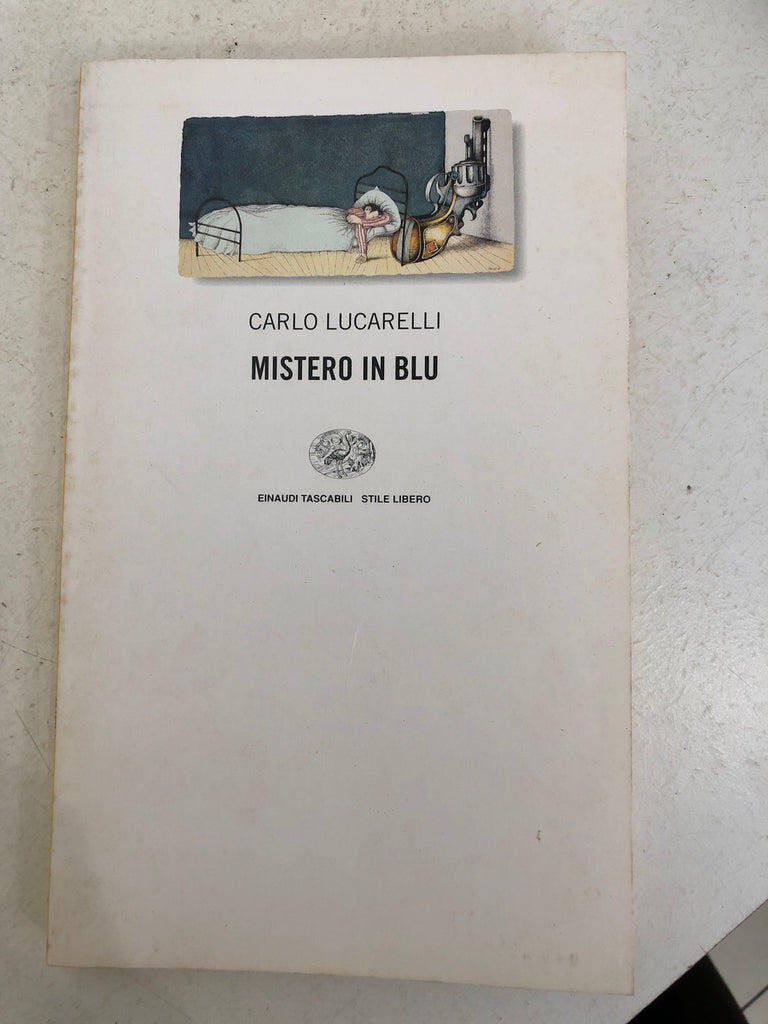 CARLO LUCARELLI
MISTERO IN BLU
EINAUDI TASCABILI STILE LIBERO